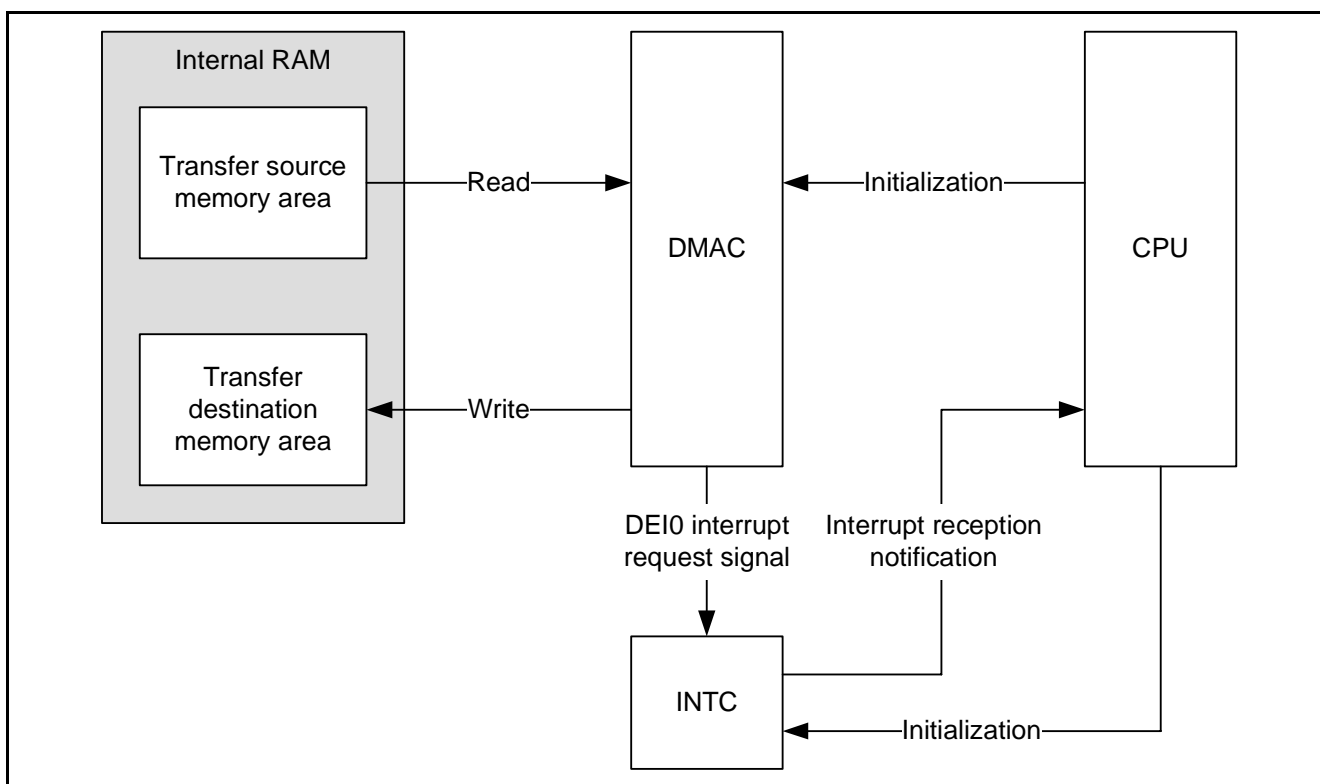 Internal RAM
Transfer source
memory area
Read
Initialization
DMAC
CPU
Transfer
destination
memory area
Write
DEI0 interrupt
request signal
Interrupt reception
notification
INTC
Initialization